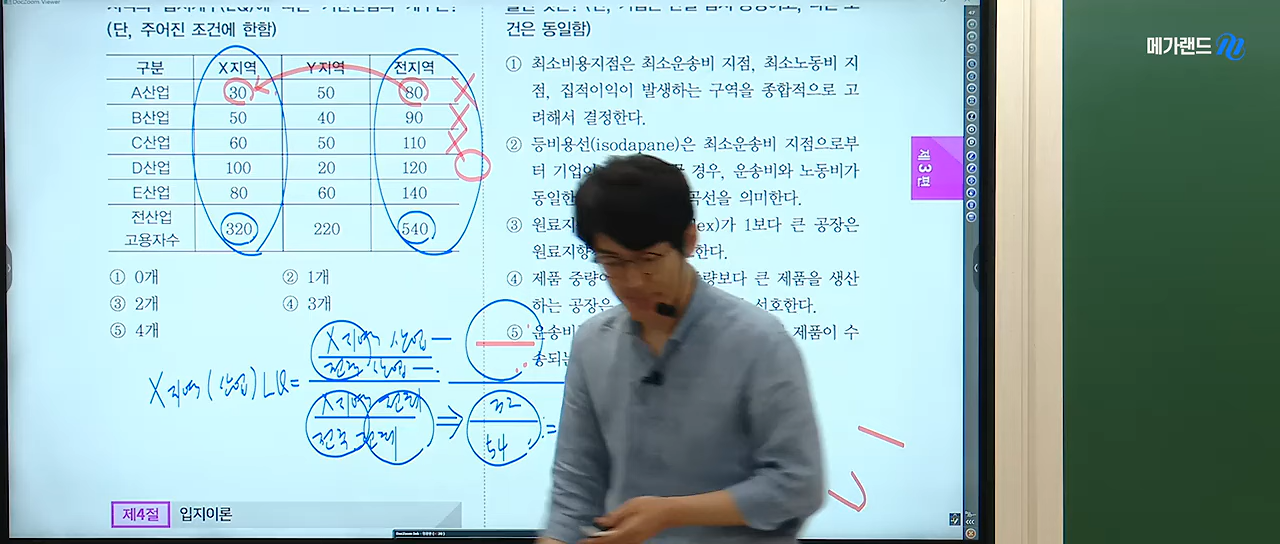 DocZoom Viewer
메가랜드
(단, 주어진 조건에 한함)
구분 X지역 Y지역 전지역
A산업 30 50 80
B산업 50 40 90
C산업 60 50 110
D산업 100 20 120
E산업 80 60 140
전산업
고용자수 320 220 540
① 0개 ② 1개
③ 2개 ④ 3개
⑤ 4개
X지역(산업)LQ=
X지역 산업
전국 산업
X지역 전체
전국 전체
⇒
32
54
=
제4절 입지이론
건은 동일함)
① 최소비용지점은 최소운송비 지점, 최소노동비 지
점, 집적이익이 발생하는 구역을 종합적으로 고
려해서 결정한다.
② 등비용선(isodapane)은 최소운송비 지점으로부
터 기업이 경우, 운송비와 노동비가
동일한 곡선을 의미한다.
③ 원료지 가 1보다 큰 공장은
원료지향 한다.
④ 제품 중량이 보다 큰 제품을 생산
하는 공장은 선호한다.
⑤ 운송비 제품이 수
송되는
제3편